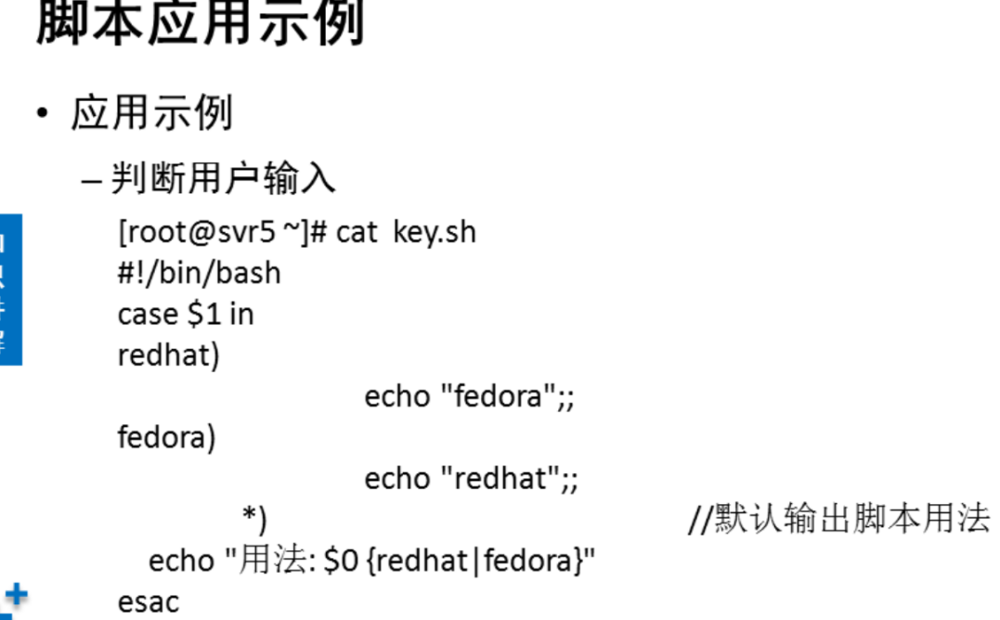 脚本应用示例
• 应用示例
– 判断用户输入
[root@svr5 ~]# cat  key.sh
#!/bin/bash
case $1 in
redhat)
echo "fedora";;
fedora)
echo "redhat";;
*) //默认输出脚本用法
echo "用法: $0 {redhat|fedora}"
esac